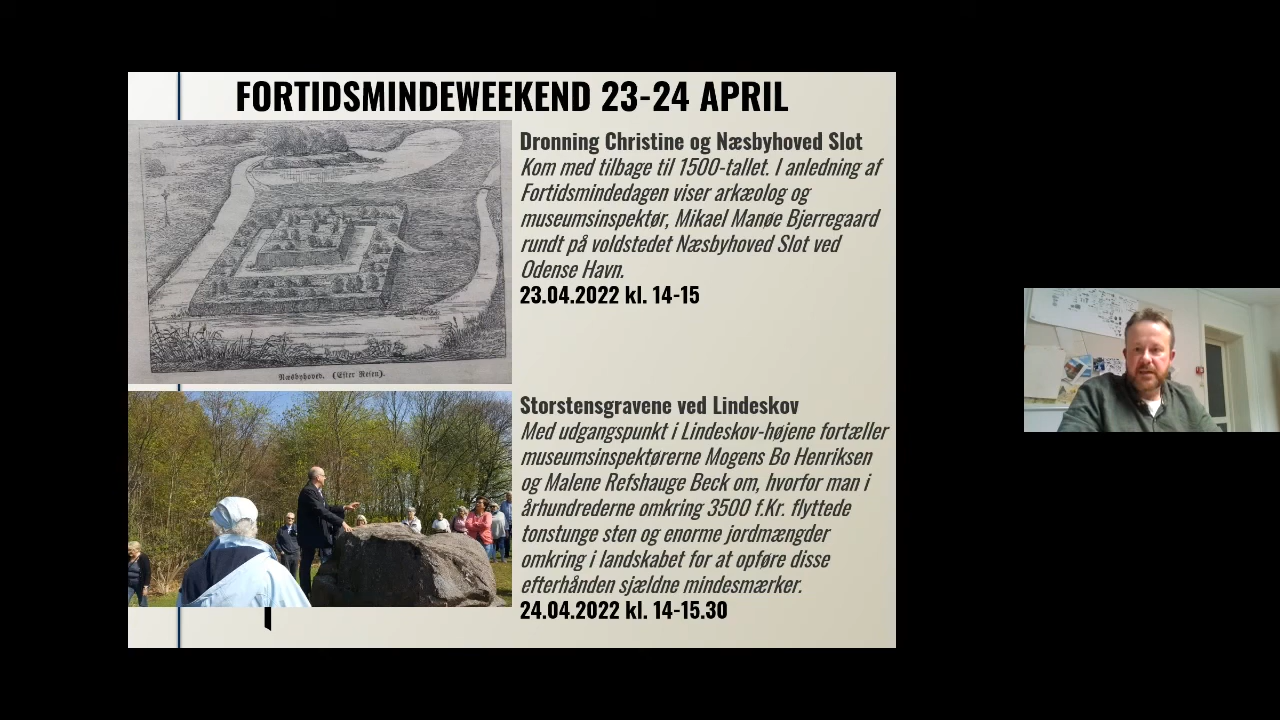 FORTIDSMINDEWEEKEND 23-24 APRIL
Dronning Christine og Næsbyhoved Slot
Kom med tilbage til 1500-tallet. I anledning af
Fortidsmindedagen viser arkæolog og
museumsinspektør, Mikael Manøe Bjerregaard
rundt på voldstedet Næsbyhoved Slot ved
Odense Havn.
23.04.2022 kl. 14-15
Næsbyhoved. (Efter Resen).
Storstensgravene ved Lindeskov
Med udgangspunkt i Lindeskov-højene fortæller
museumsinspektørerne Mogens Bo Henriksen
og Malene Refshauge Beck om, hvorfor man i
århundrederne omkring 3500 f.Kr. flyttede
tonstunge sten og enorme jordmængder
omkring i landskabet for at opføre disse
efterhånden sjældne mindesmærker.
24.04.2022 kl. 14-15.30